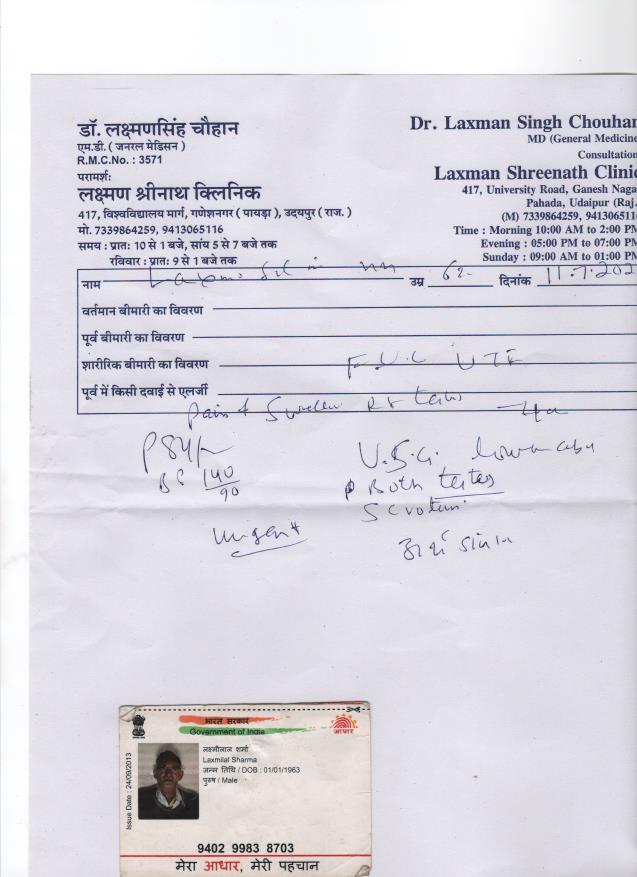 डॉ. लक्ष्मणसिंह चौहान
एम.डी. ( जनरल मेडिसन )
R.M.C.No. : 3571
परामर्श:
लक्ष्मण श्रीनाथ क्लिनिक
417, विश्वविद्यालय मार्ग, गणेशनगर ( पायड़ा ), उदयपुर ( राज. )
मो. 7339864259, 9413065116
समय : प्रातः 10 से 1 बजे, सांय 5 से 7 बजे तक
रविवार : प्रातः 9 से 1 बजे तक
Dr. Laxman Singh Chouhan
MD (General Medicine
Consultation
Laxman Shreenath Clinic
417, University Road, Ganesh Naga
Pahada, Udaipur (Raj.
(M) 7339864259, 941306511
Time : Morning 10:00 AM to 2:00 PM
Evening : 05:00 PM to 07:00 PM
Sunday : 09:00 AM to 01:00 PM
नाम उम्र 62 दिनांक 11.7.202
वर्तमान बीमारी का विवरण
पूर्व बीमारी का विवरण
शारीरिक बीमारी का विवरण
पूर्व में किसी दवाई से एलर्जी
Pain & Rt
P 84/
140/90
U.S.G. lower
Both testes
Scrotum
urgent
भारत सरकार
Government of India
आधार
Issue Date : 24/09/2013
लक्ष्मीलाल शर्मा
Laxmilal Sharma
जन्म तिथि / DOB : 01/01/1963
पुरुष / Male
9402 9983 8703
मेरा आधार, मेरी पहचान